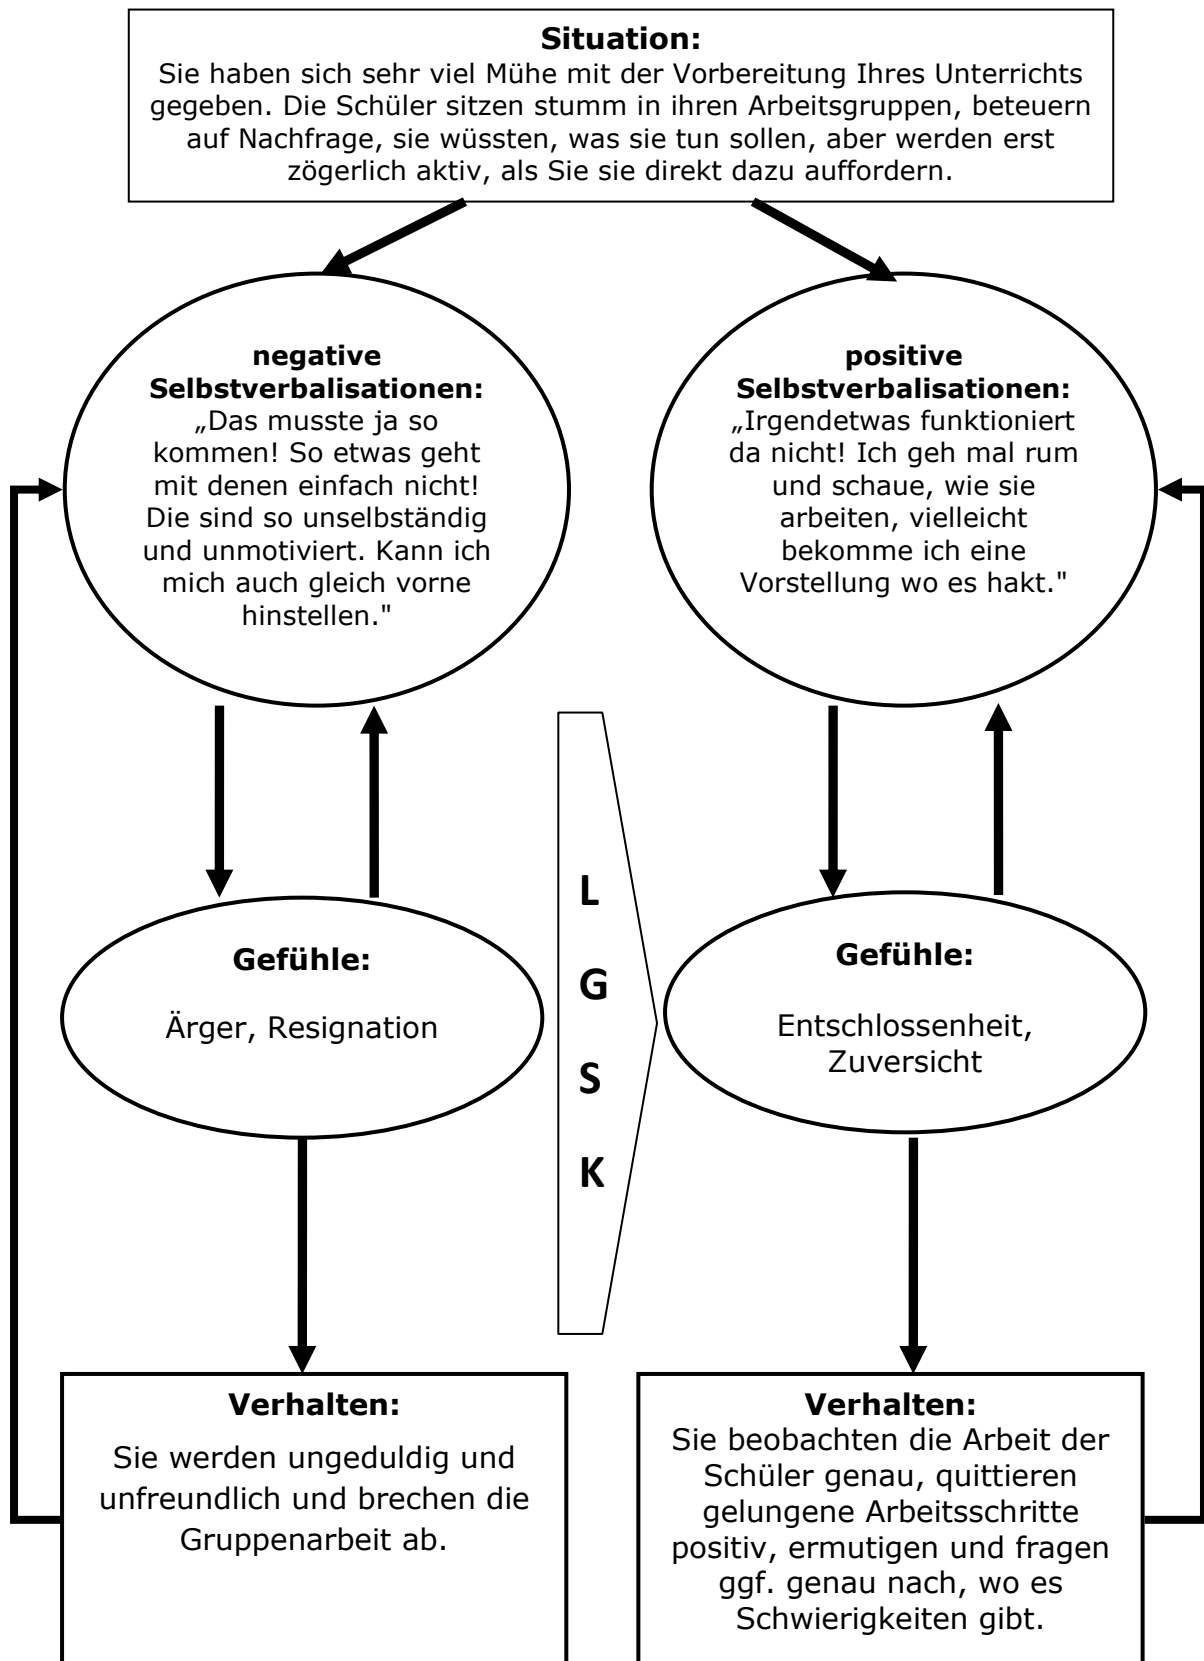 Situation:
Sie haben sich sehr viel Mühe mit der Vorbereitung Ihres Unterrichts
gegeben. Die Schüler sitzen stumm in ihren Arbeitsgruppen, beteuern
auf Nachfrage, sie wüssten, was sie tun sollen, aber werden erst
zögerlich aktiv, als Sie sie direkt dazu auffordern.
negative
Selbstverbalisationen:
„Das musste ja so
kommen! So etwas geht
mit denen einfach nicht!
Die sind so unselbständig
und unmotiviert. Kann ich
mich auch gleich vorne
hinstellen."
positive
Selbstverbalisationen:
„Irgendetwas funktioniert
da nicht! Ich geh mal rum
und schaue, wie sie
arbeiten, vielleicht
bekomme ich eine
Vorstellung wo es hakt."
L
G
S
K
Gefühle:
Ärger, Resignation
Gefühle:
Entschlossenheit,
Zuversicht
Verhalten:
Sie werden ungeduldig und
unfreundlich und brechen die
Gruppenarbeit ab.
Verhalten:
Sie beobachten die Arbeit der
Schüler genau, quittieren
gelungene Arbeitsschritte
positiv, ermutigen und fragen
ggf. genau nach, wo es
Schwierigkeiten gibt.